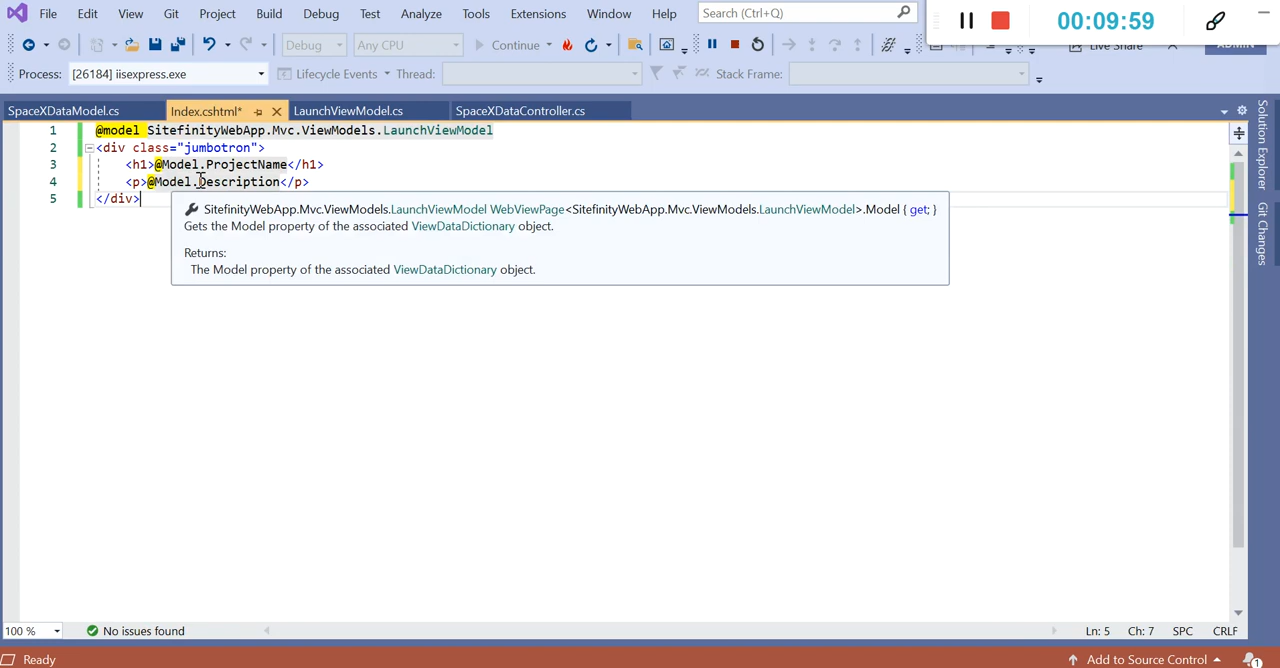 File Edit View Git Project Build Debug Test Analyze Tools Extensions Window Help Search (Ctrl+Q)
00:09:59
Debug Any CPU Continue Live Share ADMIN
Process: [26184] iisexpress.exe Lifecycle Events Thread: Stack Frame:
SpaceXDataModel.cs Index.cshtml* LaunchViewModel.cs SpaceXDataController.cs
1 @model SitefinityWebApp.Mvc.ViewModels.LaunchViewModel
2 <div class="jumbotron">
3 <h1>@Model.ProjectName</h1>
4 <p>@Model.Description</p>
5 </div>
SitefinityWebApp.Mvc.ViewModels.LaunchViewModel WebViewPage<SitefinityWebApp.Mvc.ViewModels.LaunchViewModel>.Model { get; }
Gets the Model property of the associated ViewDataDictionary object.
Returns:
The Model property of the associated ViewDataDictionary object.
Solution Explorer
Git Changes
100 % No issues found Ln: 5 Ch: 7 SPC CRLF
Ready Add to Source Control 1